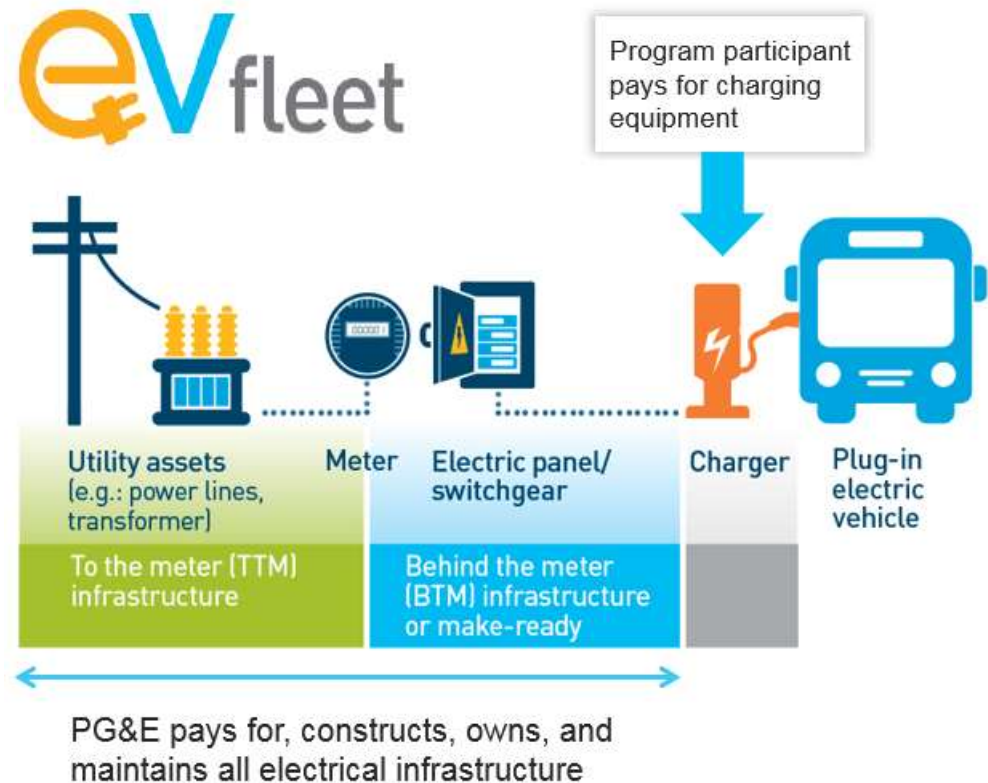 eV fleet
Program participant
pays for charging
equipment
000001
Utility assets
(e.g.: power lines,
transformer)
Meter
Electric panel/
switchgear
Charger
Plug-in
electric
vehicle
To the meter (TTM)
infrastructure
Behind the meter
(BTM) infrastructure
or make-ready
PG&E pays for, constructs, owns, and
maintains all electrical infrastructure